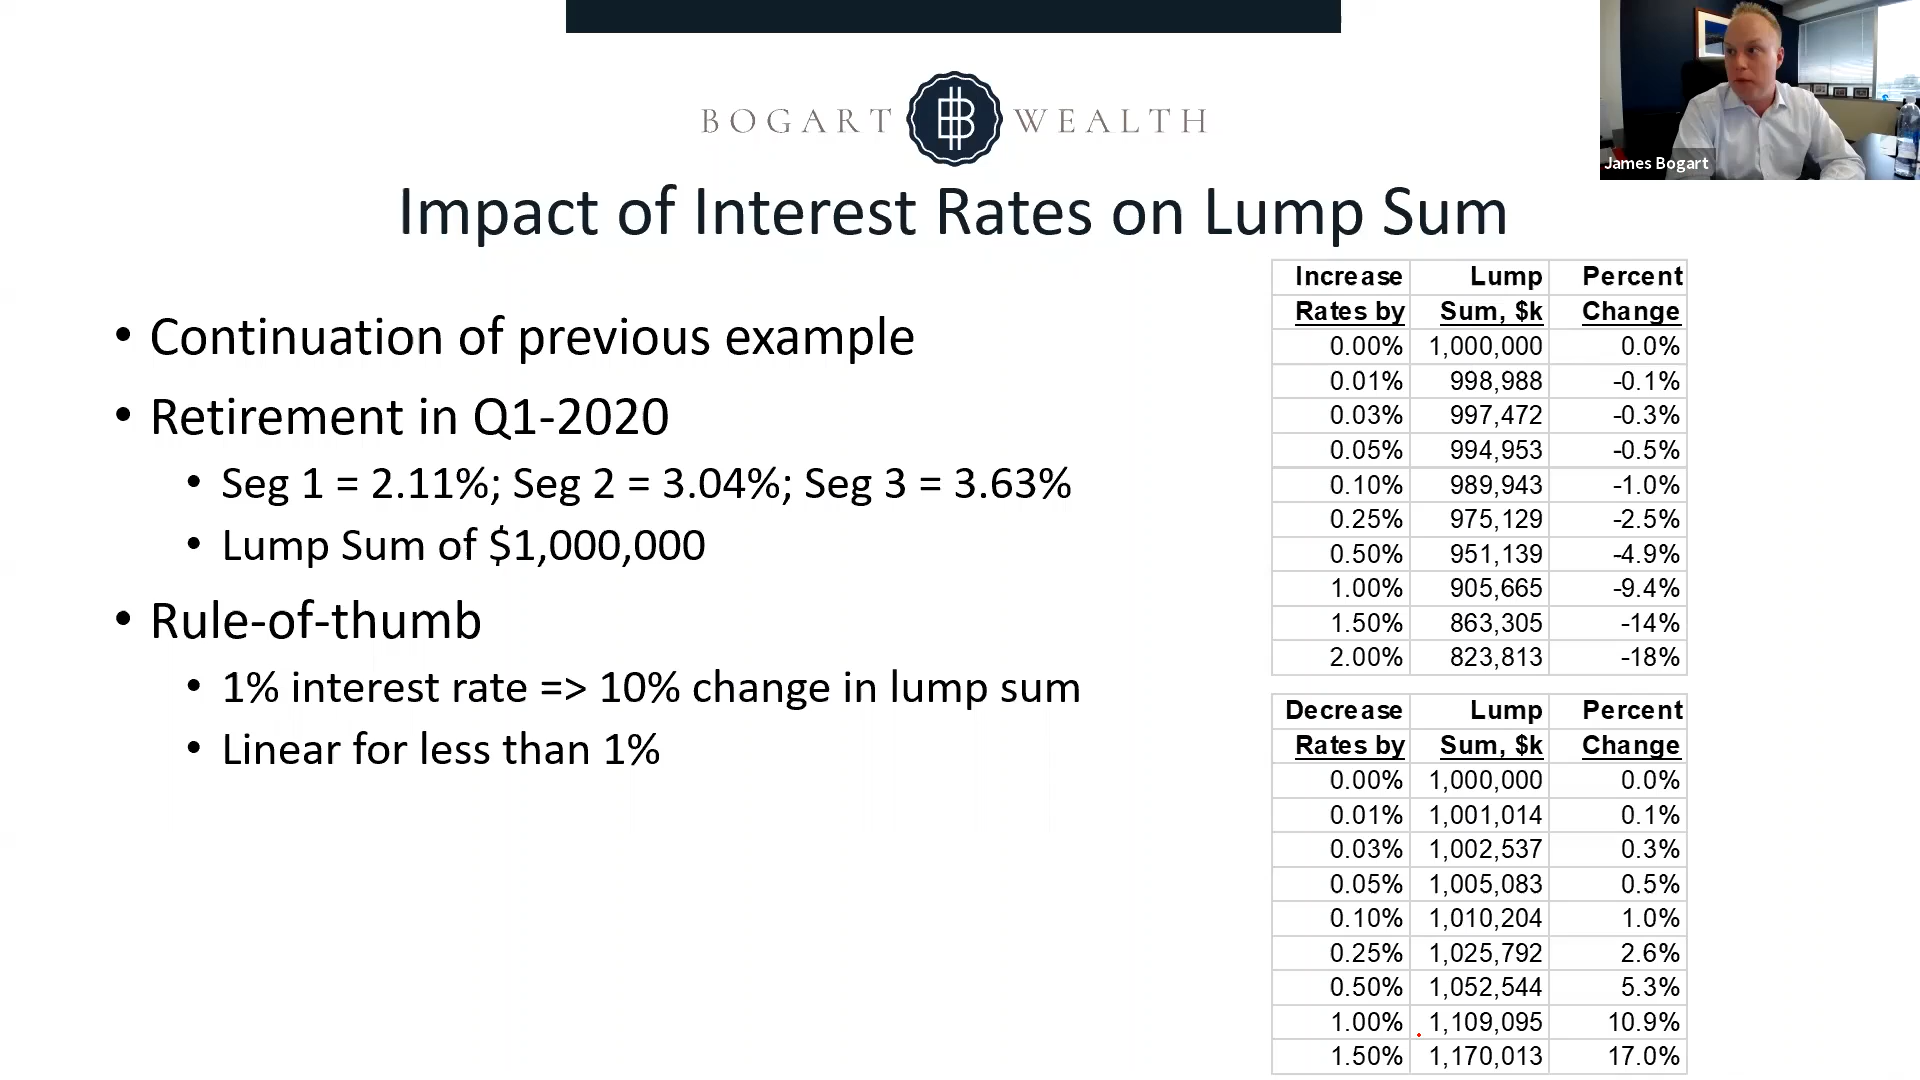 BOGART WEALTH
James Bogart
Impact of Interest Rates on Lump Sum
• Continuation of previous example
• Retirement in Q1-2020
• Seg 1 = 2.11%; Seg 2 = 3.04%; Seg 3 = 3.63%
• Lump Sum of $1,000,000
• Rule-of-thumb
• 1% interest rate => 10% change in lump sum
• Linear for less than 1%
Increase Lump Percent
Rates by Sum, $k Change
0.00% 1,000,000 0.0%
0.01% 998,988 -0.1%
0.03% 997,472 -0.3%
0.05% 994,953 -0.5%
0.10% 989,943 -1.0%
0.25% 975,129 -2.5%
0.50% 951,139 -4.9%
1.00% 905,665 -9.4%
1.50% 863,305 -14%
2.00% 823,813 -18%
Decrease Lump Percent
Rates by Sum, $k Change
0.00% 1,000,000 0.0%
0.01% 1,001,014 0.1%
0.03% 1,002,537 0.3%
0.05% 1,005,083 0.5%
0.10% 1,010,204 1.0%
0.25% 1,025,792 2.6%
0.50% 1,052,544 5.3%
1.00% 1,109,095 10.9%
1.50% 1,170,013 17.0%